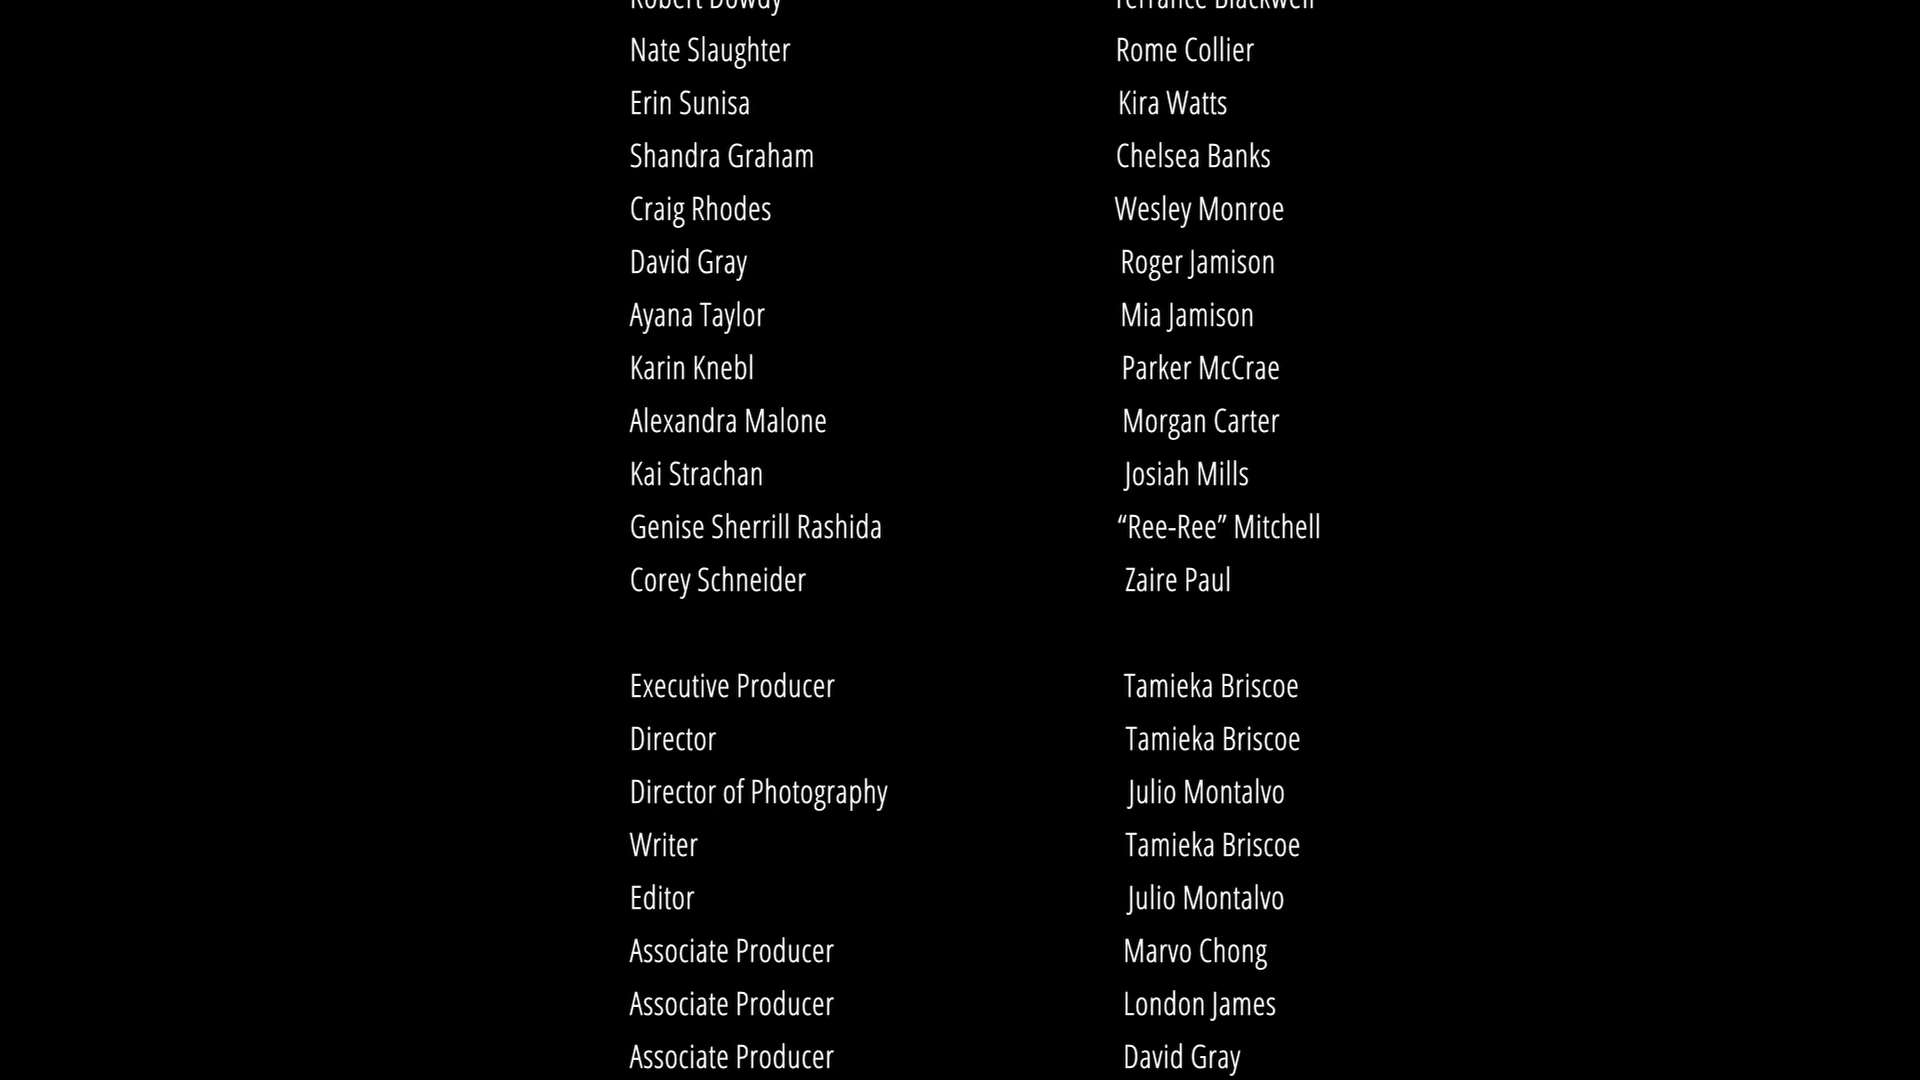 Robert Dowdy Terrance Blackwell
Nate Slaughter Rome Collier
Erin Sunisa Kira Watts
Shandra Graham Chelsea Banks
Craig Rhodes Wesley Monroe
David Gray Roger Jamison
Ayana Taylor Mia Jamison
Karin Knebl Parker McCrae
Alexandra Malone Morgan Carter
Kai Strachan Josiah Mills
Genise Sherrill Rashida “Ree-Ree” Mitchell
Corey Schneider Zaire Paul
Executive Producer Tamieka Briscoe
Director Tamieka Briscoe
Director of Photography Julio Montalvo
Writer Tamieka Briscoe
Editor Julio Montalvo
Associate Producer Marvo Chong
Associate Producer London James
Associate Producer David Gray